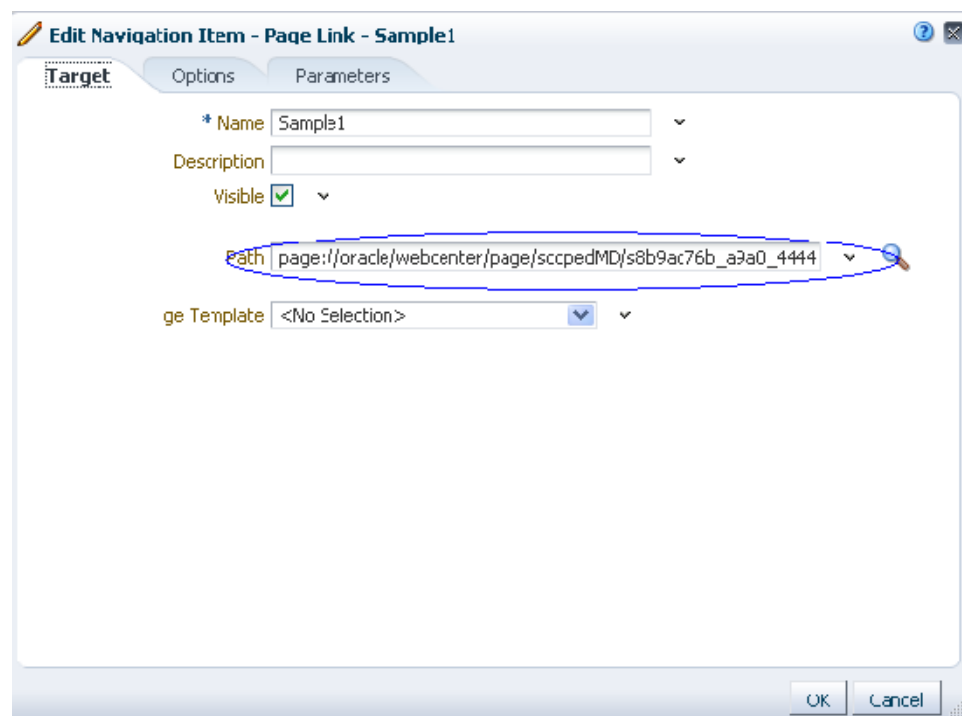 Edit Navigation Item - Page Link - Sample1
Target Options Parameters
* Name Sample1
Description
Visible
Path page://oracle/webcenter/page/sccpedMD/s8b9ac76b_a9a0_4444
ge Template <No Selection>
OK Cancel